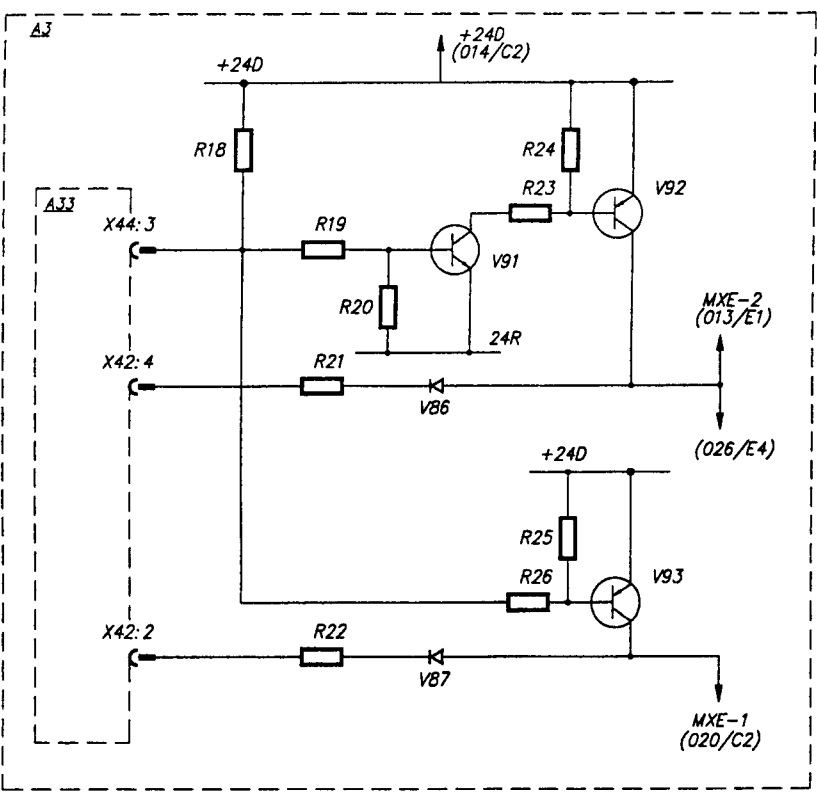 A3
+24D
(014/C2)
+24D
R18
R24
R23
V92
A33
X44:3
R19
V91
R20
24R
MXE-2
(013/E1)
X42:4
R21
V86
(026/E4)
+24D
R25
R26
V93
X42:2
R22
V87
MXE-1
(020/C2)